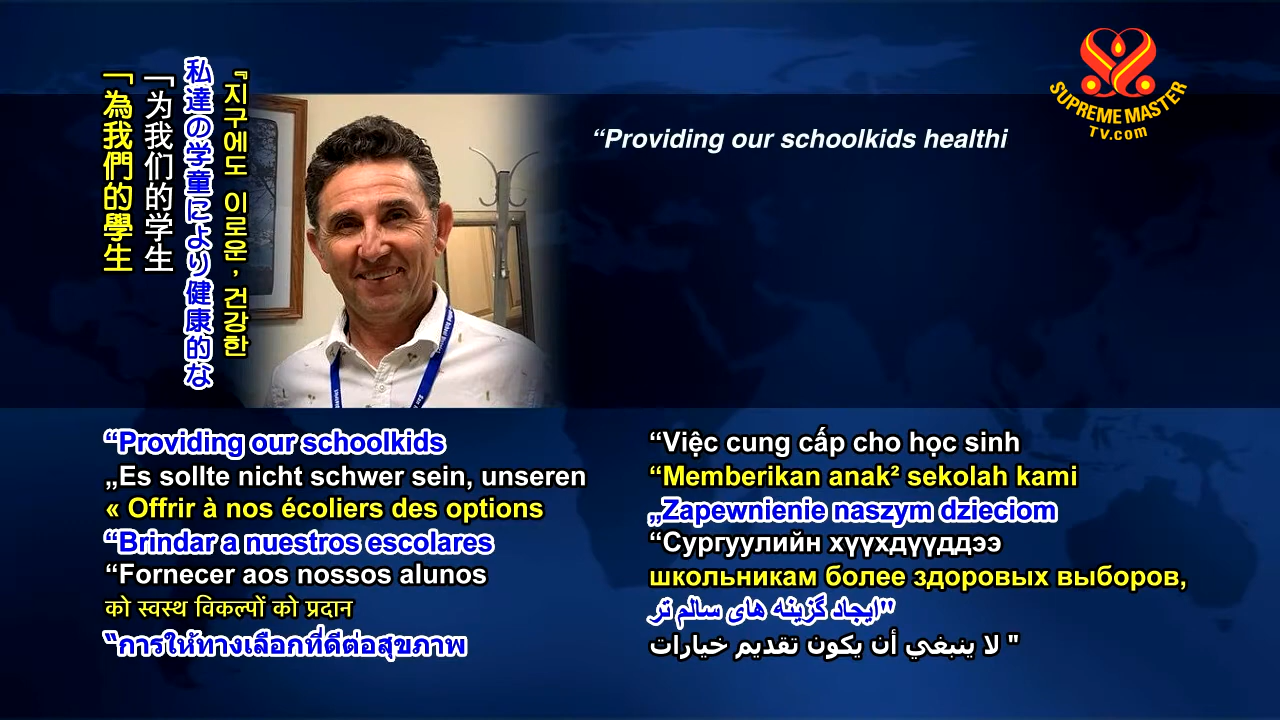 「為我們的學生
「为我们的学生
私達の学童により健康的な
『지구에도 이로운, 건강한
“Providing our schoolkids healthi
SUPREME MASTER
TV.com
“Providing our schoolkids
„Es sollte nicht schwer sein, unseren
« Offrir à nos écoliers des options
“Brindar a nuestros escolares
“Fornecer aos nossos alunos
को स्वस्थ विकल्पों को प्रदान
“การให้ทางเลือกที่ดีต่อสุขภาพ
“Việc cung cấp cho học sinh
“Memberikan anak² sekolah kami
„Zapewnienie naszym dzieciom
“Сургуулийн хүүхдүүддээ
школьникам более здоровых выборов,
"ایجاد گزینه های سالم تر
" لا ينبغي أن يكون تقديم خيارات